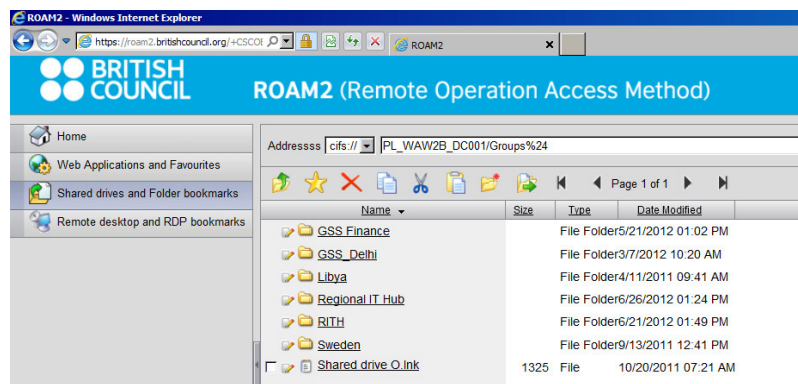 ROAM2 - Windows Internet Explorer
https://roam2.britishcouncil.org/+CSCOE ROAM2
BRITISH
COUNCIL
ROAM2 (Remote Operation Access Method)
Home
Web Applications and Favourites
Shared drives and Folder bookmarks
Remote desktop and RDP bookmarks
Addressss cifs:// PL_WAW2B_DC001/Groups%24
Page 1 of 1
Name Size Type Date Modified
GSS Finance File Folder5/21/2012 01:02 PM
GSS_Delhi File Folder3/7/2012 10:20 AM
Libya File Folder4/11/2011 09:41 AM
Regional IT Hub File Folder6/26/2012 01:24 PM
RITH File Folder6/21/2012 01:49 PM
Sweden File Folder9/13/2011 12:41 PM
Shared drive O.lnk 1325 File 10/20/2011 07:21 AM